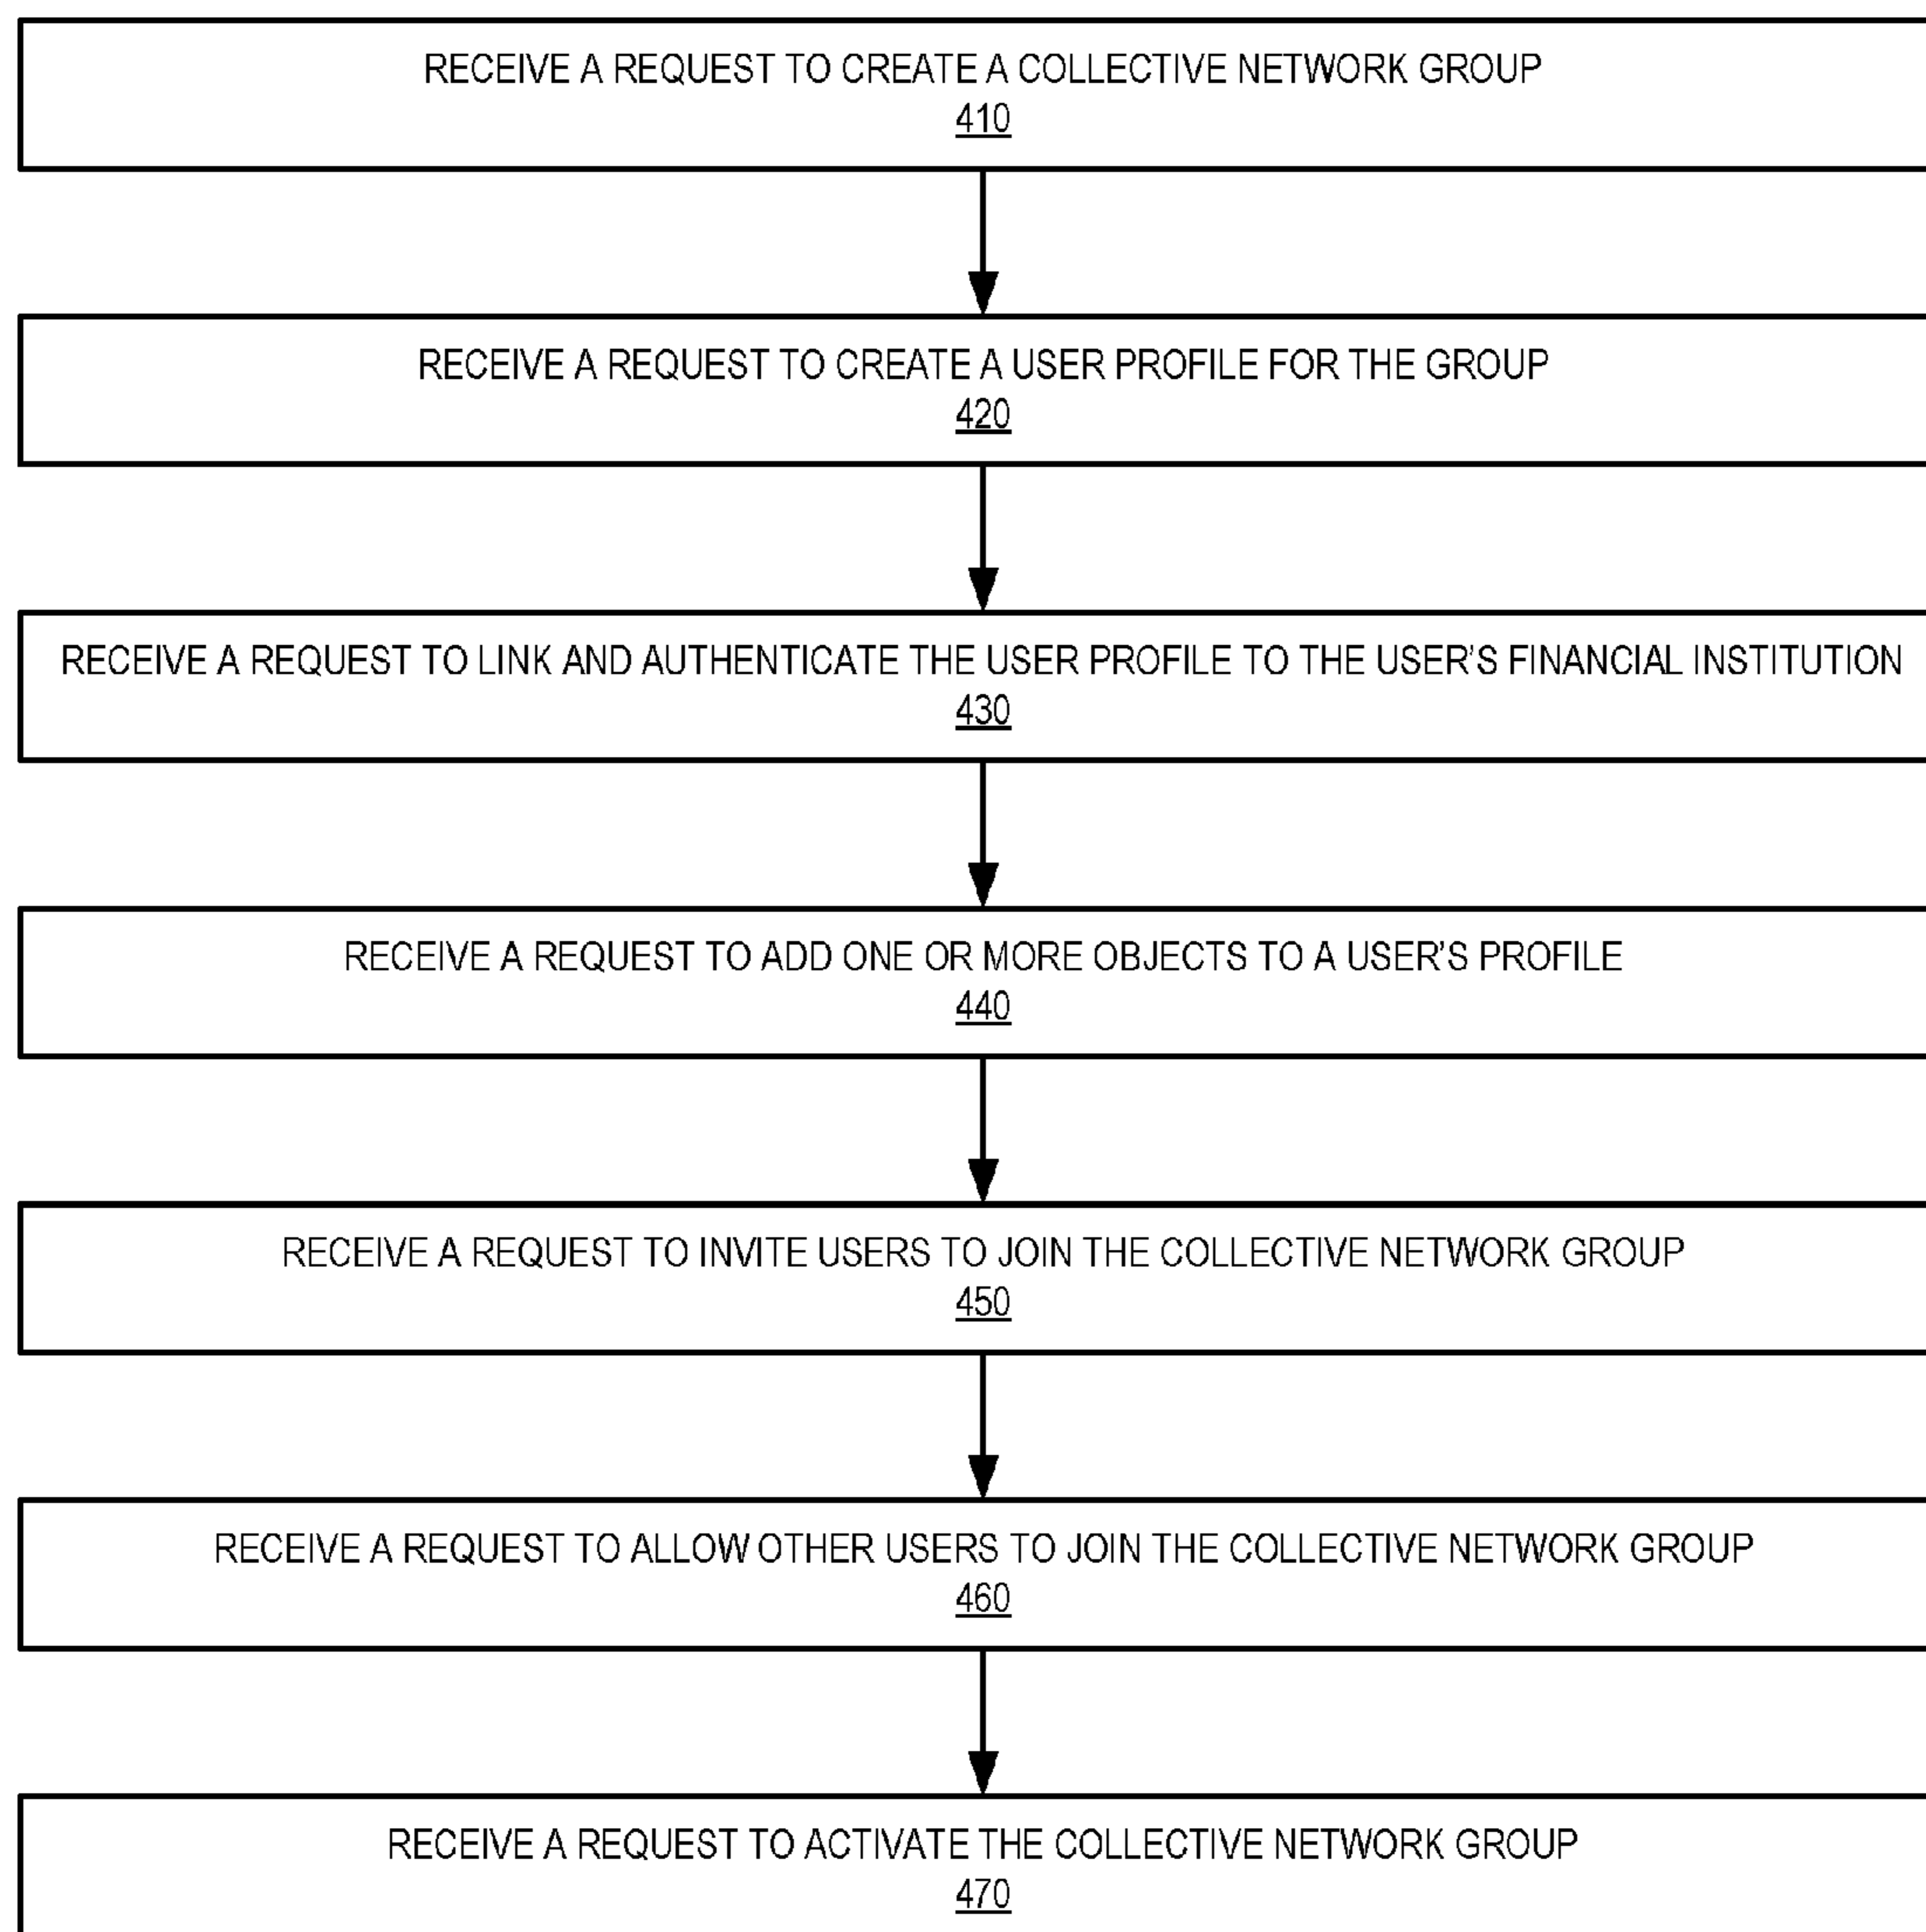 RECEIVE A REQUEST TO CREATE A COLLECTIVE NETWORK GROUP
410
RECEIVE A REQUEST TO CREATE A USER PROFILE FOR THE GROUP
420
RECEIVE A REQUEST TO LINK AND AUTHENTICATE THE USER PROFILE TO THE USER'S FINANCIAL INSTITUTION
430
RECEIVE A REQUEST TO ADD ONE OR MORE OBJECTS TO A USER'S PROFILE
440
RECEIVE A REQUEST TO INVITE USERS TO JOIN THE COLLECTIVE NETWORK GROUP
450
RECEIVE A REQUEST TO ALLOW OTHER USERS TO JOIN THE COLLECTIVE NETWORK GROUP
460
RECEIVE A REQUEST TO ACTIVATE THE COLLECTIVE NETWORK GROUP
470